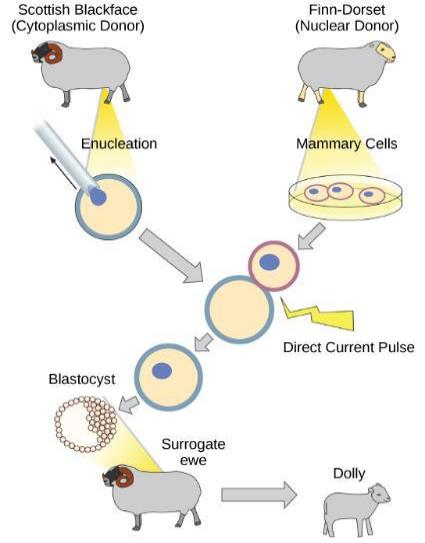 Scottish Blackface
(Cytoplasmic Donor)
Finn-Dorset
(Nuclear Donor)
Enucleation
Mammary Cells
Direct Current Pulse
Blastocyst
Surrogate
ewe
Dolly